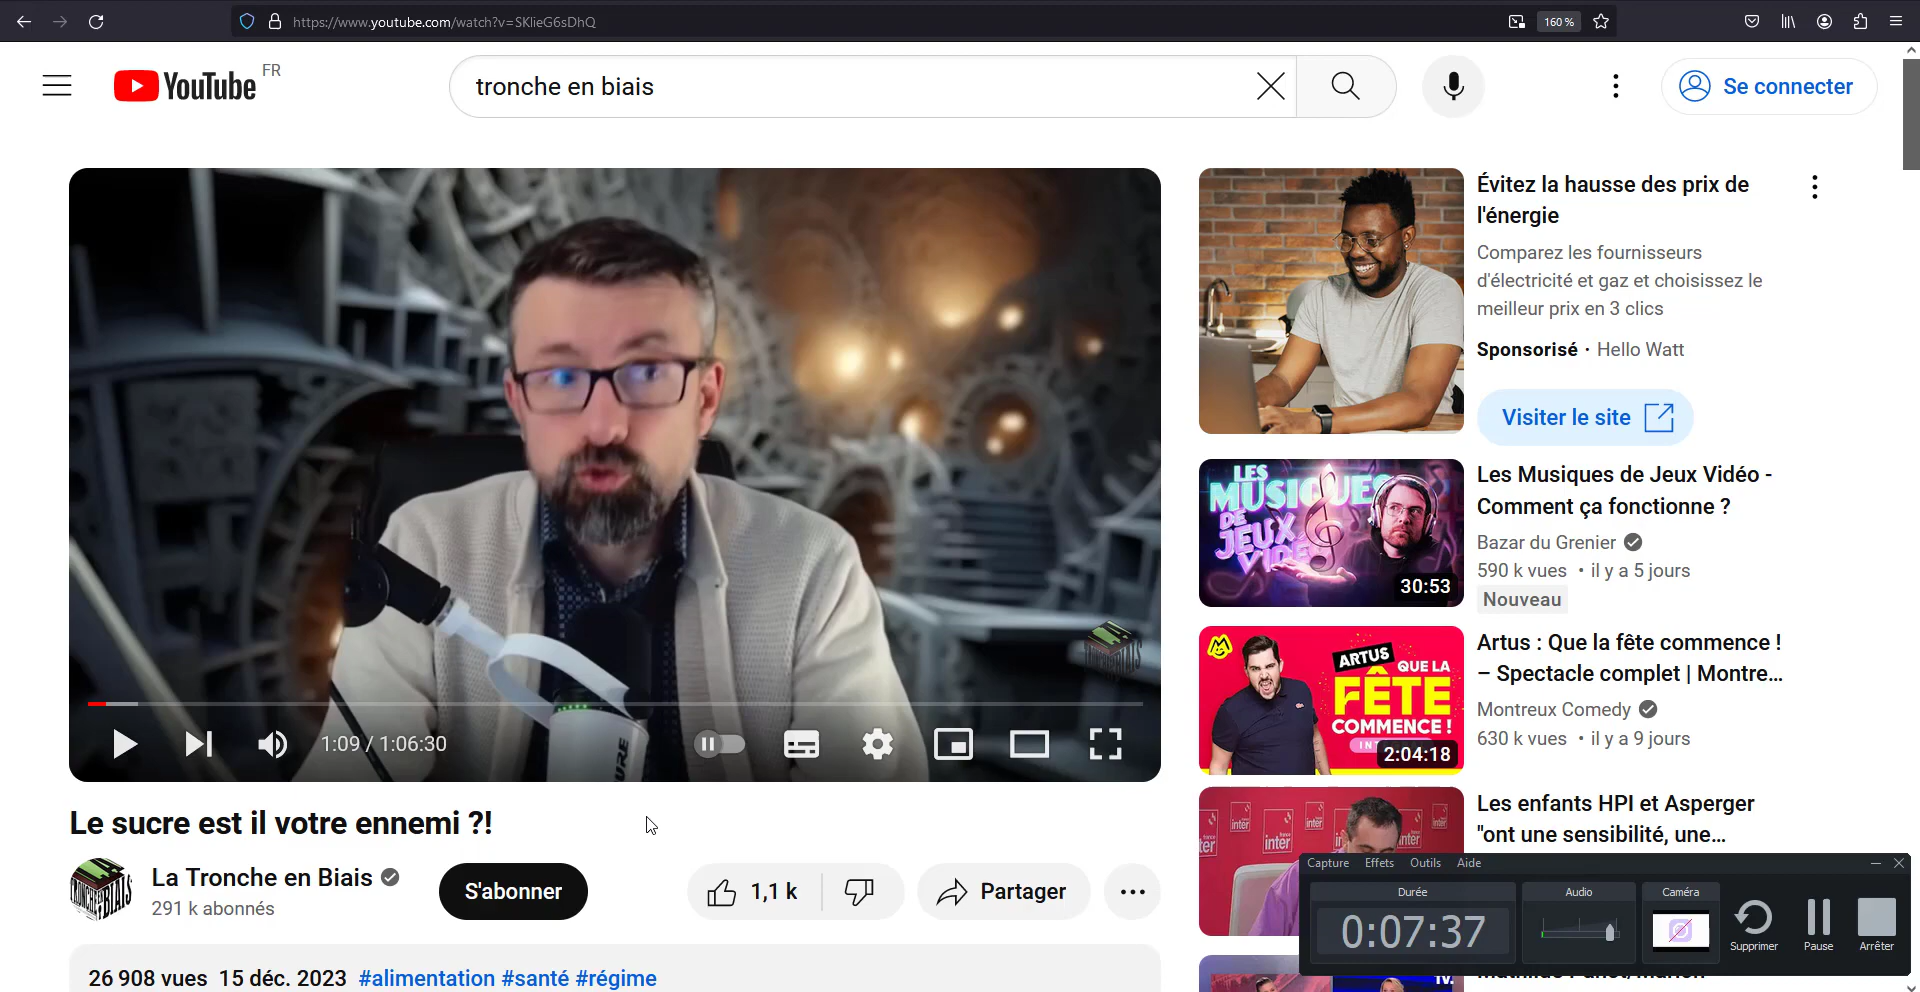 https://www.youtube.com/watch?v=SKlieG6sDhQ
160 %
YouTube FR
tronche en biais
Se connecter
1:09 / 1:06:30
Le sucre est il votre ennemi ?!
La Tronche en Biais
291 k abonnés
S'abonner
1,1 k
Partager
26 908 vues 15 déc. 2023 #alimentation #santé #régime
Évitez la hausse des prix de
l'énergie
Comparez les fournisseurs
d'électricité et gaz et choisissez le
meilleur prix en 3 clics
Sponsorisé · Hello Watt
Visiter le site
LES
MUSIQUES
DE
JEUX
30:53
Les Musiques de Jeux Vidéo -
Comment ça fonctionne ?
Bazar du Grenier
590 k vues • il y a 5 jours
Nouveau
ARTUS
QUE LA
FÊTE
COMMENCE !
2:04:18
Artus : Que la fête commence !
– Spectacle complet | Montre...
Montreux Comedy
630 k vues • il y a 9 jours
inter
inter
inter
inter
inter
Les enfants HPI et Asperger
"ont une sensibilité, une...
Capture Effets Outils Aide
Durée
0:07:37
Audio
Caméra
Supprimer
Pause
Arrêter